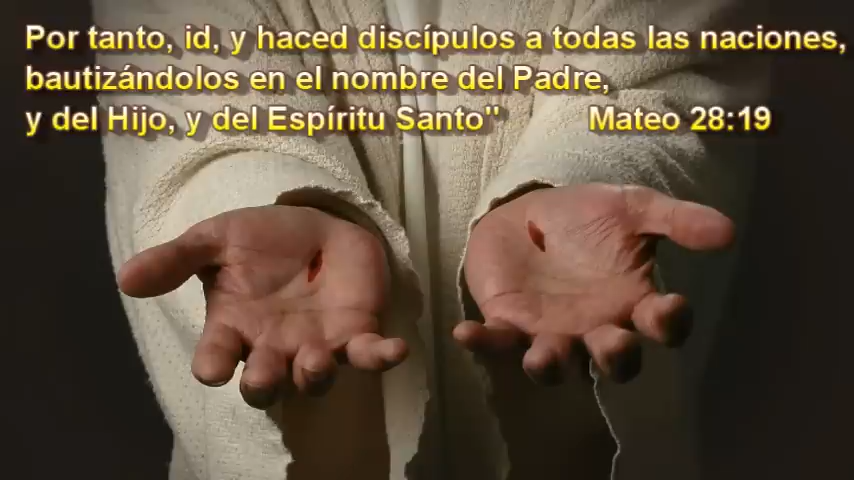 Por tanto, id, y haced discípulos a todas las naciones,
bautizándolos en el nombre del Padre,
y del Hijo, y del Espíritu Santo" Mateo 28:19